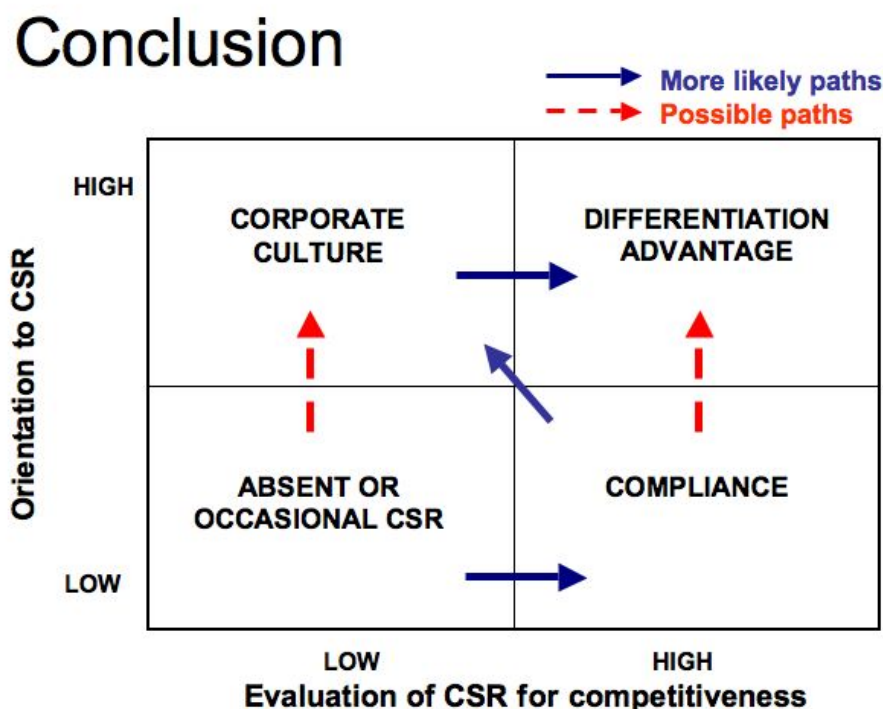 Conclusion
More likely paths
Possible paths
HIGH
CORPORATE
CULTURE
DIFFERENTIATION
ADVANTAGE
Orientation to CSR
ABSENT OR
OCCASIONAL CSR
COMPLIANCE
LOW
LOW
HIGH
Evaluation of CSR for competitiveness